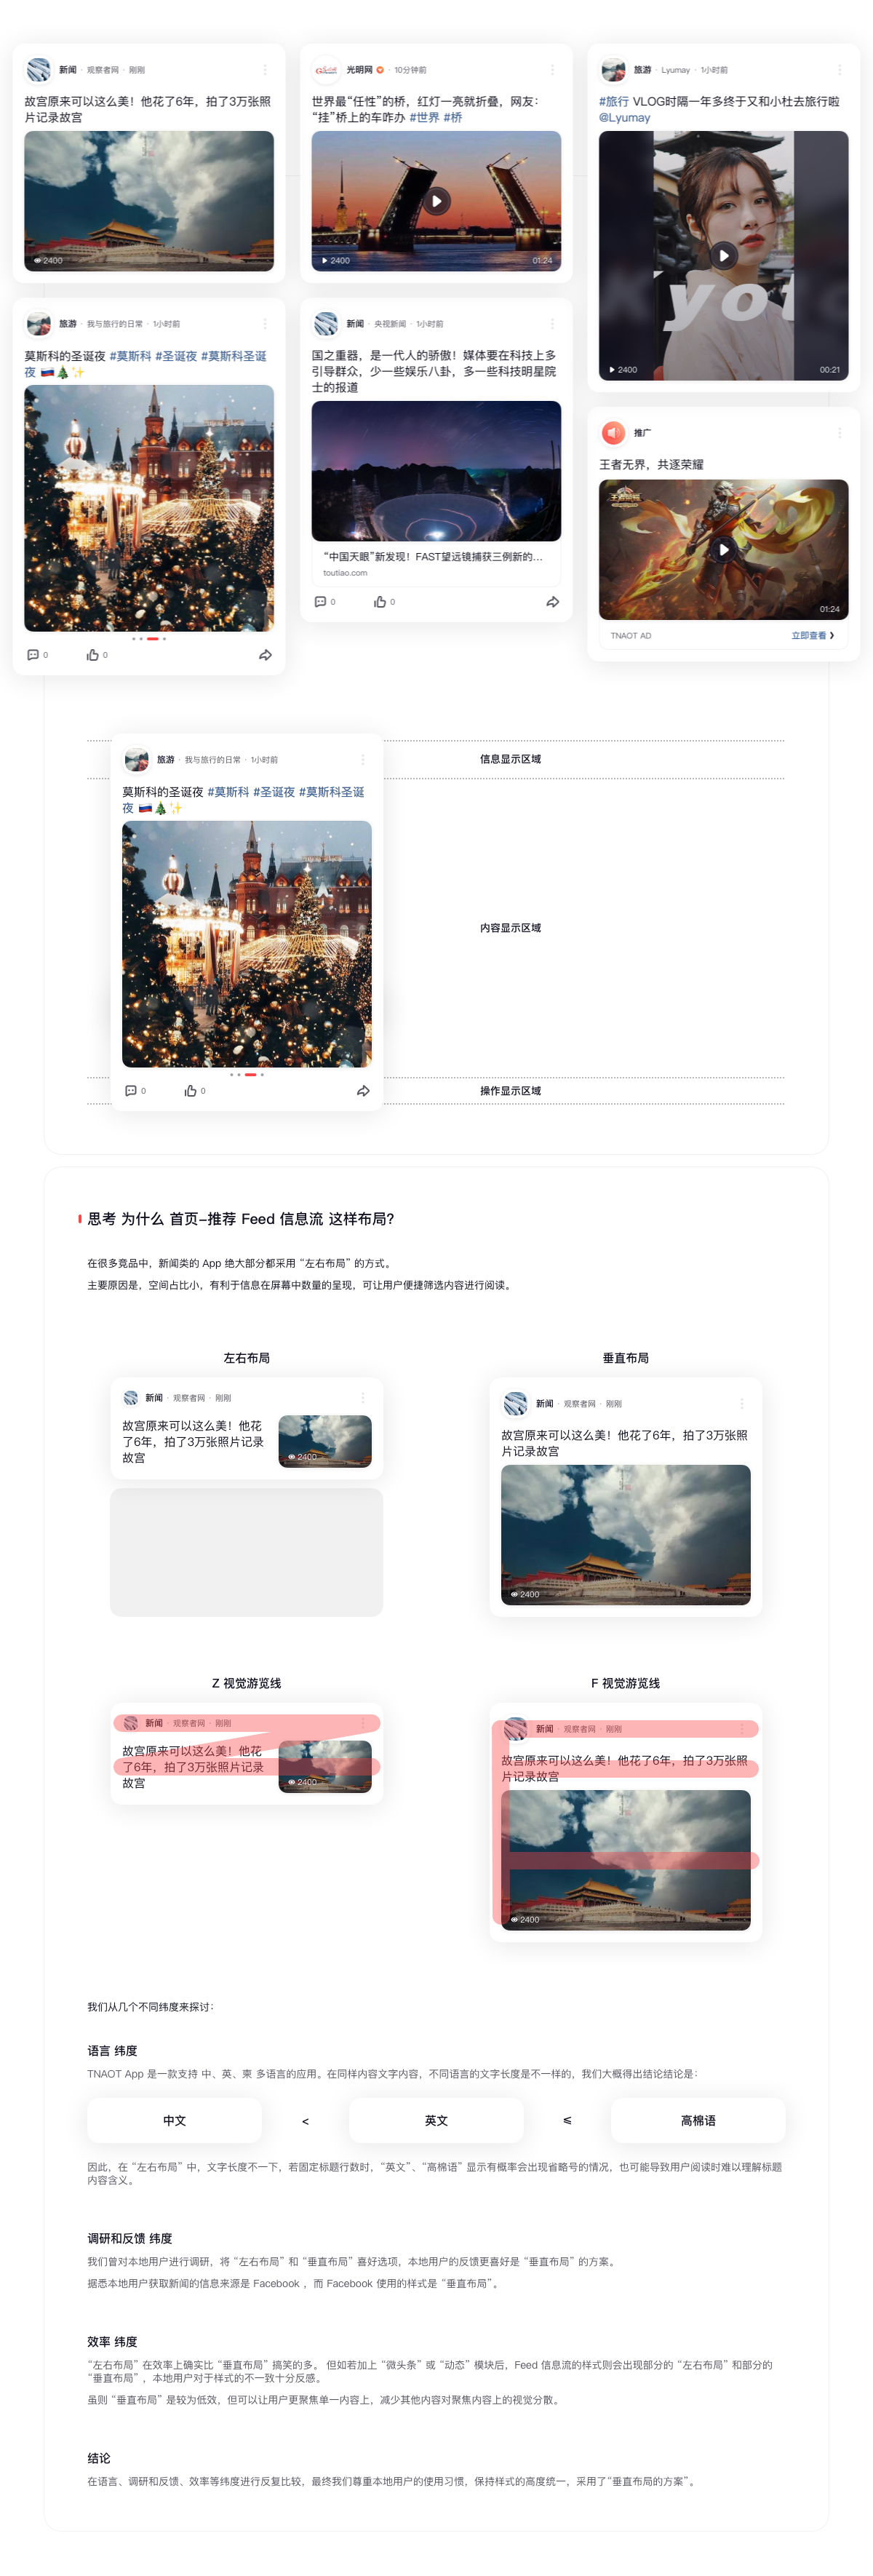 新闻 · 观察者网 · 刚刚
故宫原来可以这么美！他花了6年，拍了3万张照
片记录故宫
2400
光明网 · 10分钟前
世界最“任性”的桥，红灯一亮就折叠，网友：
“挂”桥上的车咋办 #世界 #桥
2400
01:24
旅游 · Lyumay · 1小时前
#旅行 VLOG时隔一年多终于又和小杜去旅行啦
@Lyumay
Kyoto
2400
00:21
旅游 · 我与旅行的日常 · 1小时前
莫斯科的圣诞夜 #莫斯科 #圣诞夜 #莫斯科圣诞
夜 🇷🇺🎄✨
0
0
新闻 · 央视新闻 · 1小时前
国之重器，是一代人的骄傲！媒体要在科技上多
引导群众，少一些娱乐八卦，多一些科技明星院
士的报道
“中国天眼”新发现！FAST望远镜捕获三例新的...
toutiao.com
0
0
推广
王者无界，共逐荣耀
王者荣耀
01:24
TNAOT AD
立即查看 ❯
旅游 · 我与旅行的日常 · 1小时前
莫斯科的圣诞夜 #莫斯科 #圣诞夜 #莫斯科圣诞
夜 🇷🇺🎄✨
0
0
信息显示区域
内容显示区域
操作显示区域
思考 为什么 首页-推荐 Feed 信息流 这样布局?
在很多竞品中，新闻类的 App 绝大部分都采用 “左右布局” 的方式。
主要原因是，空间占比小，有利于信息在屏幕中数量的呈现，可让用户便捷筛选内容进行阅读。
左右布局
新闻 · 观察者网 · 刚刚
故宫原来可以这么美！他花
了6年，拍了3万张照片记录
故宫
2400
垂直布局
新闻 · 观察者网 · 刚刚
故宫原来可以这么美！他花了6年，拍了3万张照
片记录故宫
2400
Z 视觉游览线
新闻 · 观察者网 · 刚刚
故宫原来可以这么美！他花
了6年，拍了3万张照片记录
故宫
2400
F 视觉游览线
新闻 · 观察者网 · 刚刚
故宫原来可以这么美！他花了6年，拍了3万张照
片记录故宫
2400
我们从几个不同纬度来探讨：
语言 纬度
TNAOT App 是一款支持 中、英、柬 多语言的应用。在同样内容文字内容，不同语言的文字长度是不一样的，我们大概得出结论结论是：
中文 < 英文 ⩽ 高棉语
因此，在 “左右布局” 中，文字长度不一下，若固定标题行数时，“英文”、“高棉语” 显示有概率会出现省略号的情况，也可能导致用户阅读时难以理解标题
内容含义。
调研和反馈 纬度
我们曾对本地用户进行调研，将 “左右布局” 和 “垂直布局” 喜好选项，本地用户的反馈更喜好是 “垂直布局” 的方案。
据悉本地用户获取新闻的信息来源是 Facebook ，而 Facebook 使用的样式是 “垂直布局”。
效率 纬度
“左右布局” 在效率上确实比 “垂直布局” 搞笑的多。 但如若加上 “微头条” 或 “动态” 模块后，Feed 信息流的样式则会出现部分的 “左右布局” 和部分的
“垂直布局” ，本地用户对于样式的不一致十分反感。
虽则 “垂直布局” 是较为低效，但可以让用户更聚焦单一内容上，减少其他内容对聚焦内容上的视觉分散。
结论
在语言、调研和反馈、效率等纬度进行反复比较，最终我们尊重本地用户的使用习惯，保持样式的高度统一，采用了“垂直布局的方案”。